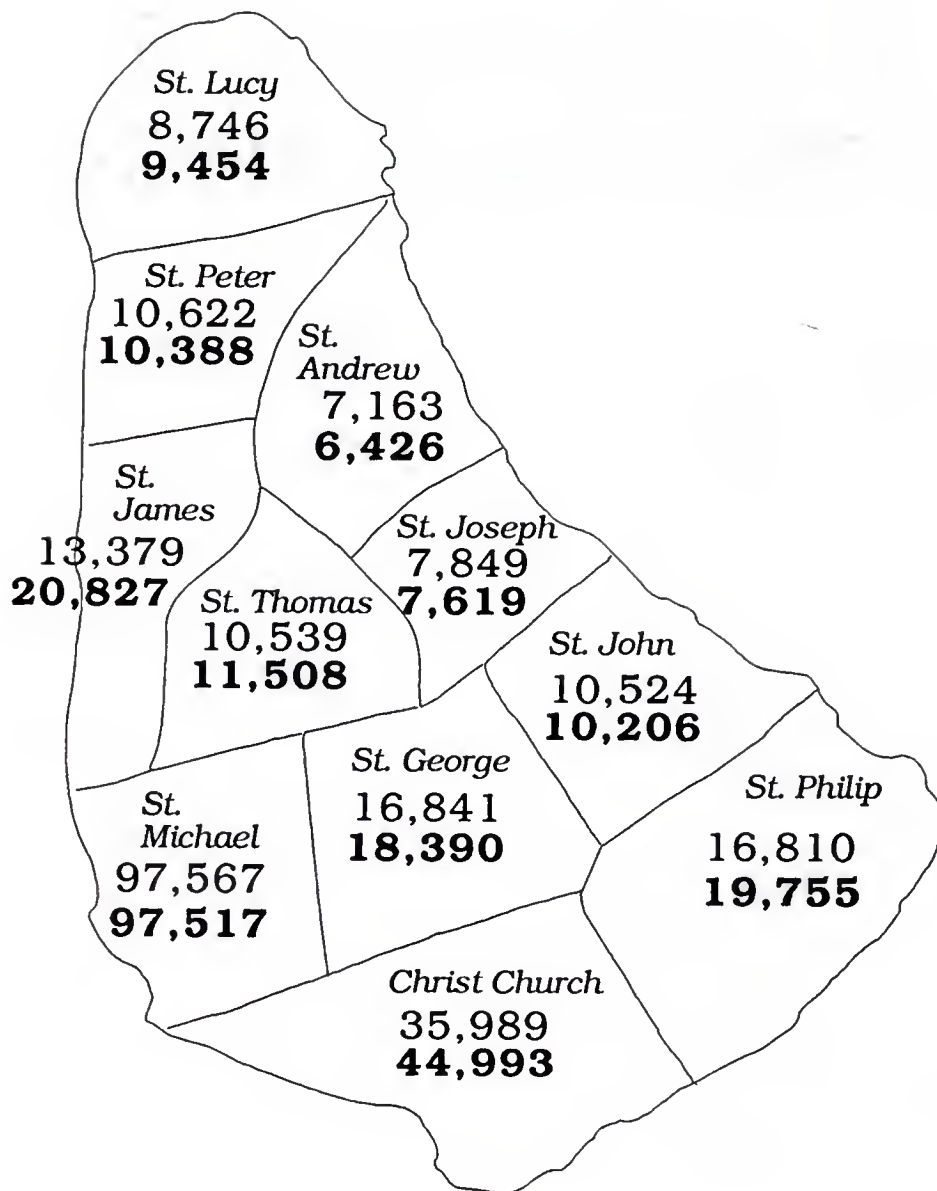 St. Lucy
8,746
9,454
St. Peter
10,622
10,388
St.
Andrew
7,163
6,426
St.
James
13,379
20,827
St. Joseph
7,849
7,619
St. Thomas
10,539
11,508
St. John
10,524
10,206
St. George
16,841
18,390
St. Philip
16,810
19,755
St.
Michael
97,567
97,517
Christ Church
35,989
44,993